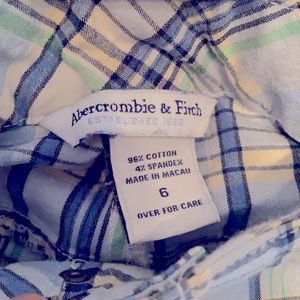 Abercrombie & Fitch
ESTABLISHED 1892
96% COTTON
4% SPANDEX
MADE IN MACAU
6
OVER FOR CARE